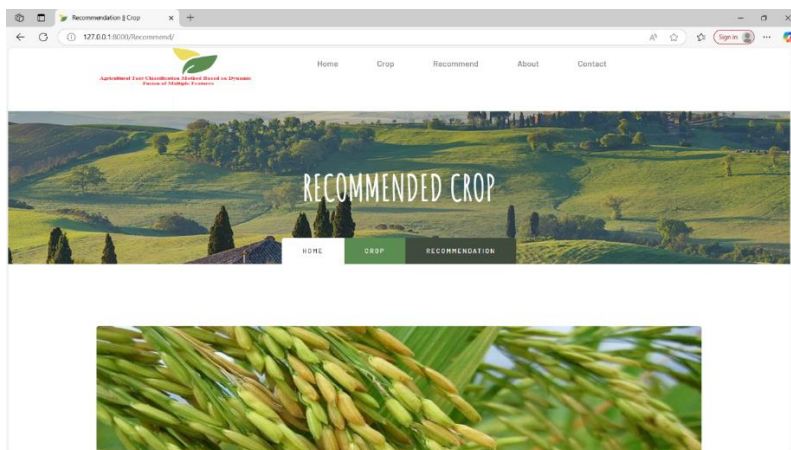 Recommendation || Crop
127.0.0.1:8000/Recommend/
Sign in
Agricultural Text Classification Method Based on Dynamic
Fusion of Multiple Features
Home Crop Recommend About Contact
RECOMMENDED CROP
HOME CROP RECOMMENDATION